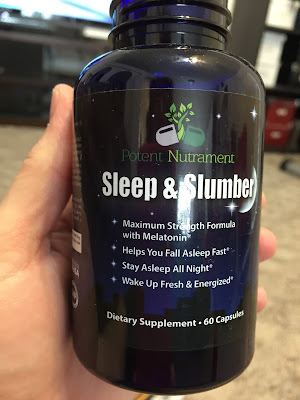 Potent Nutrament
Sleep & Slumber
• Maximum Strength Formula
with Melatonin*
• Helps You Fall Asleep Fast*
• Stay Asleep All Night*
• Wake Up Fresh & Energized*
Dietary Supplement • 60 Capsules